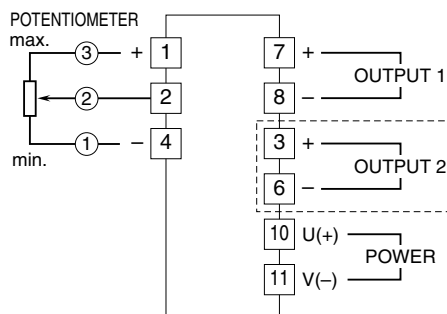 POTENTIOMETER
max.
3 + 1
2 2
1 − 4
min.
7 +
OUTPUT 1
8 −
3 +
OUTPUT 2
6 −
10 U(+)
POWER
11 V(−)